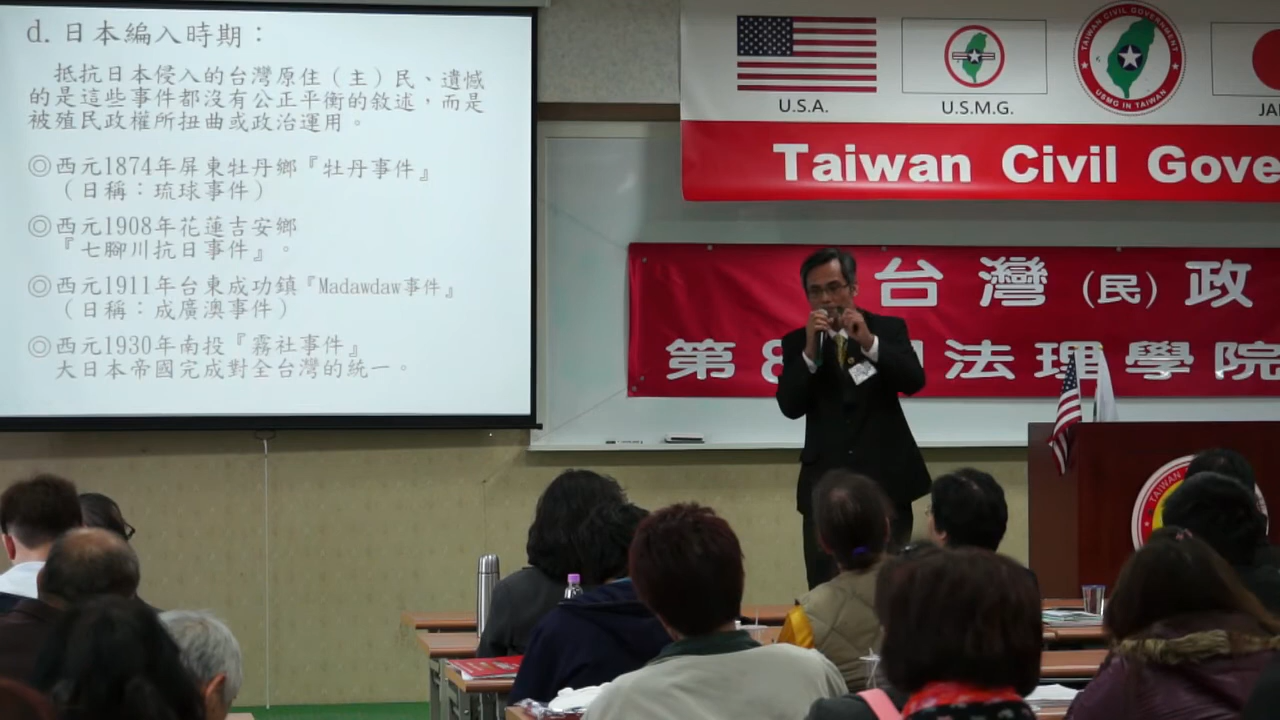 d.日本編入時期：
抵抗日本侵入的台灣原住（主）民、遺憾
的是這些事件都沒有公正平衡的敘述，而是
被殖民政權所扭曲或政治運用。
◎西元1874年屏東牡丹鄉『牡丹事件』
（日稱：琉球事件）
◎西元1908年花蓮吉安鄉
『七腳川抗日事件』。
◎西元1911年台東成功鎮『Madawdaw事件』
（日稱：成廣澳事件）
◎西元1930年南投『霧社事件』
大日本帝國完成對全台灣的統一。
U.S.A.
U.S.M.G.
TAIWAN CIVIL GOVERNMENT
USMG IN TAIWAN
Taiwan Civil Gove
台灣(民)政
第8 法理學院
TAIWAN